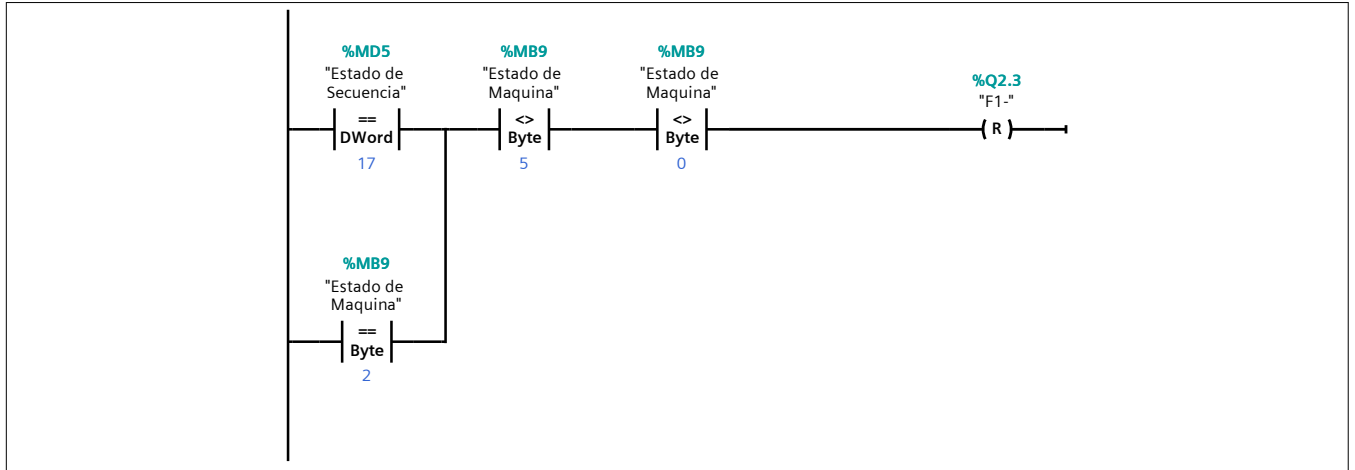 %MD5
"Estado de
Secuencia"
==
DWord
17
%MB9
"Estado de
Maquina"
<>
Byte
5
%MB9
"Estado de
Maquina"
<>
Byte
0
%Q2.3
"F1-"
R
%MB9
"Estado de
Maquina"
==
Byte
2